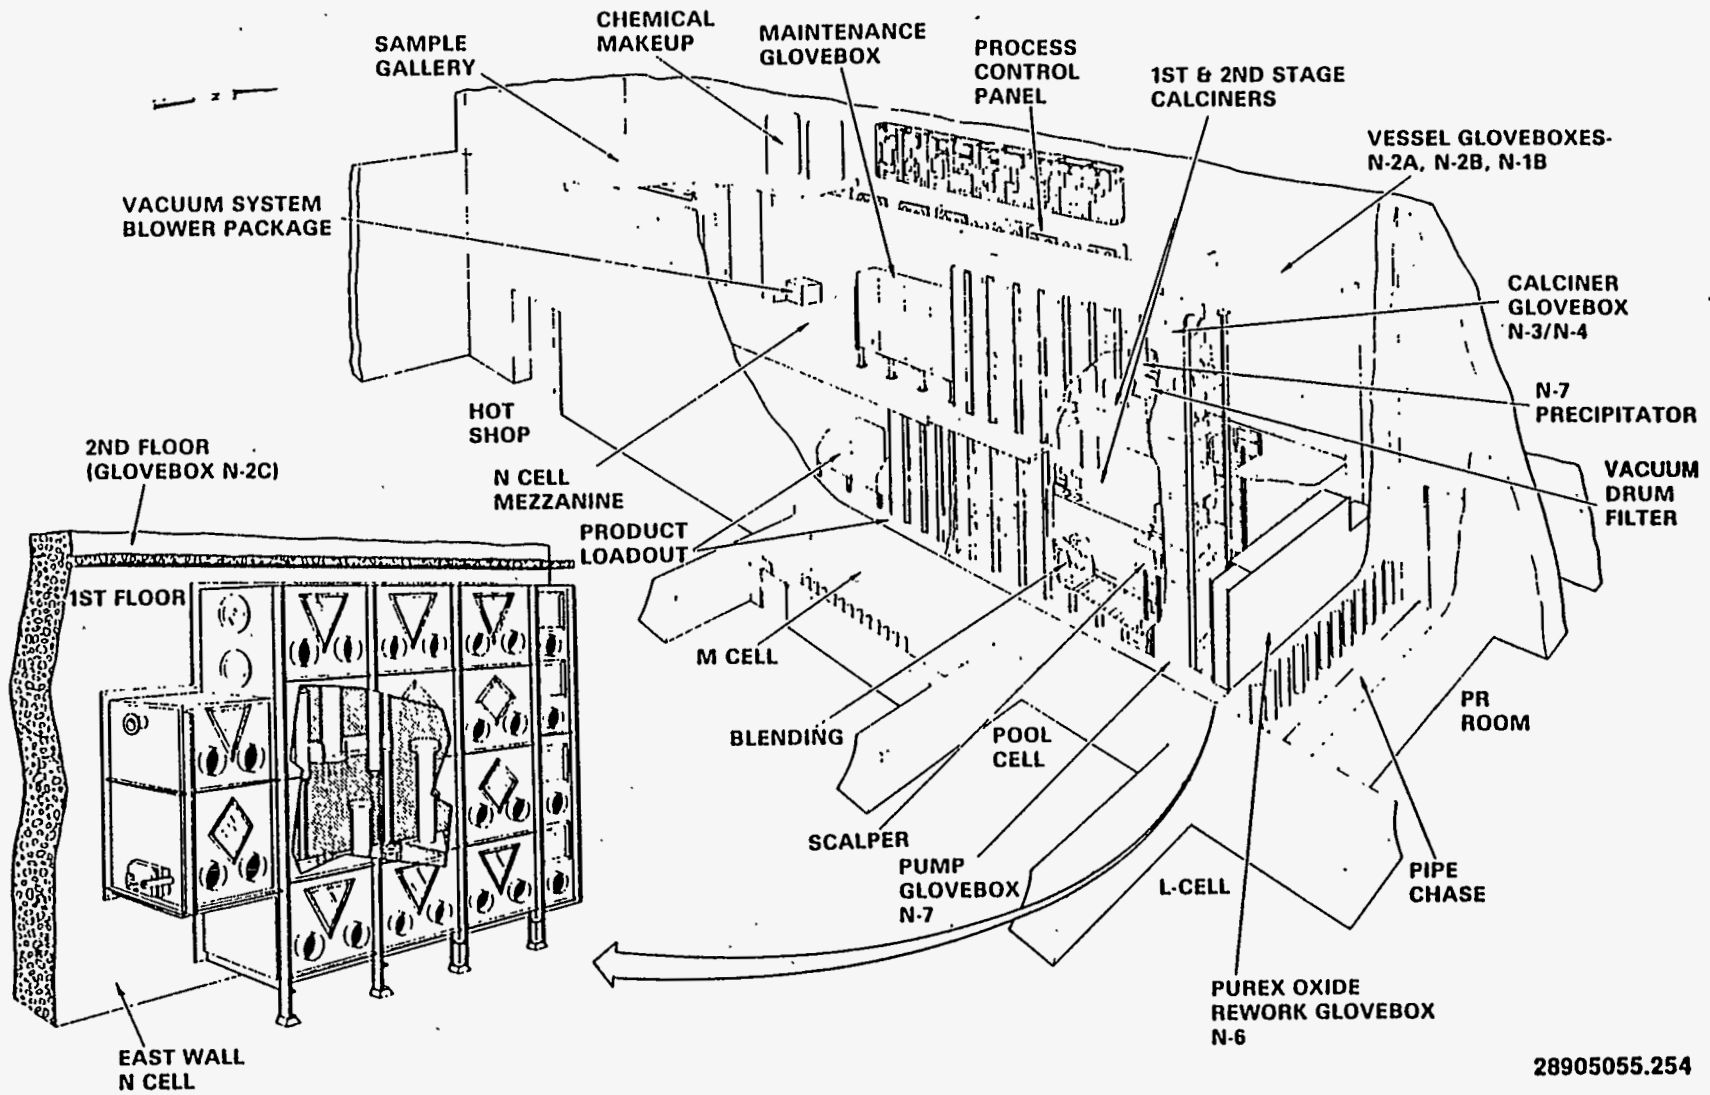 CHEMICAL
MAKEUP
SAMPLE
GALLERY
MAINTENANCE
GLOVEBOX
PROCESS
CONTROL
PANEL
1ST & 2ND STAGE
CALCINERS
VESSEL GLOVEBOXES-
N-2A, N-2B, N-1B
VACUUM SYSTEM
BLOWER PACKAGE
CALCINER
GLOVEBOX
N-3/N-4
N-7
PRECIPITATOR
HOT
SHOP
2ND FLOOR
(GLOVEBOX N-2C)
N CELL
MEZZANINE
VACUUM
DRUM
FILTER
PRODUCT
LOADOUT
1ST FLOOR
M CELL
PR
ROOM
BLENDING
POOL
CELL
SCALPER
PUMP
GLOVEBOX
N-7
L-CELL
PIPE
CHASE
PUREX OXIDE
REWORK GLOVEBOX
N-6
EAST WALL
N CELL
28905055.254